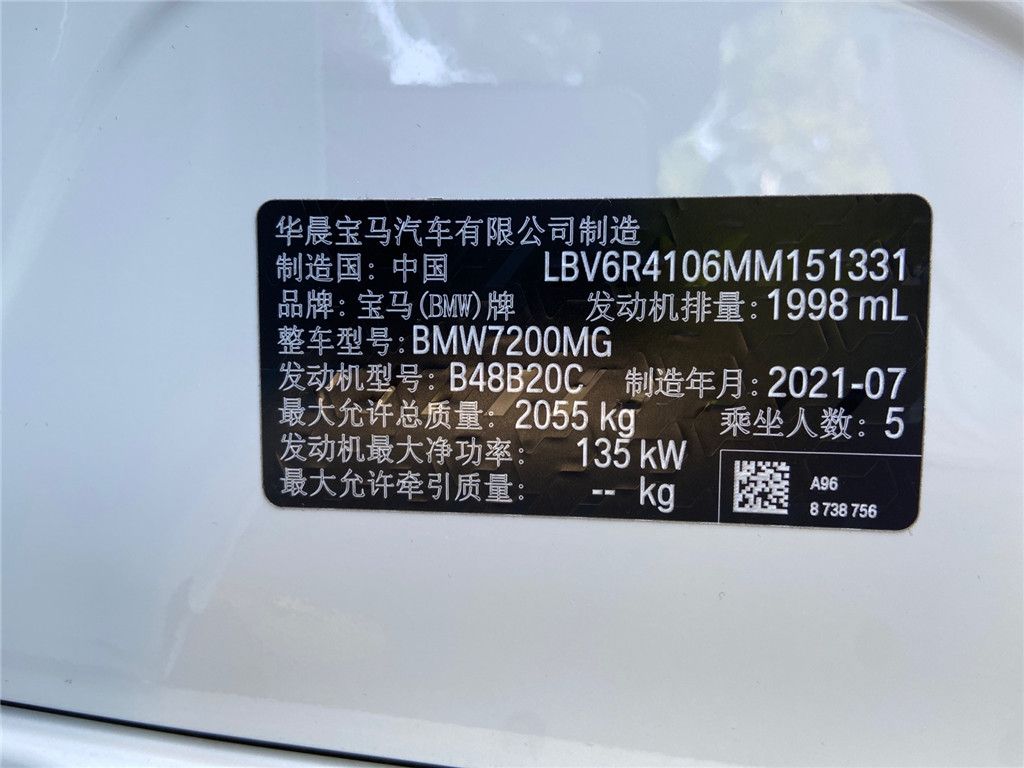 华晨宝马汽车有限公司制造
制造国: 中国 LBV6R4106MM151331
品牌: 宝马(BMW)牌 发动机排量: 1998 mL
整车型号: BMW7200MG
发动机型号: B48B20C 制造年月: 2021-07
最大允许总质量: 2055 kg 乘坐人数: 5
发动机最大净功率: 135 kW
最大允许牵引质量: -- kg
A96
8 738 756